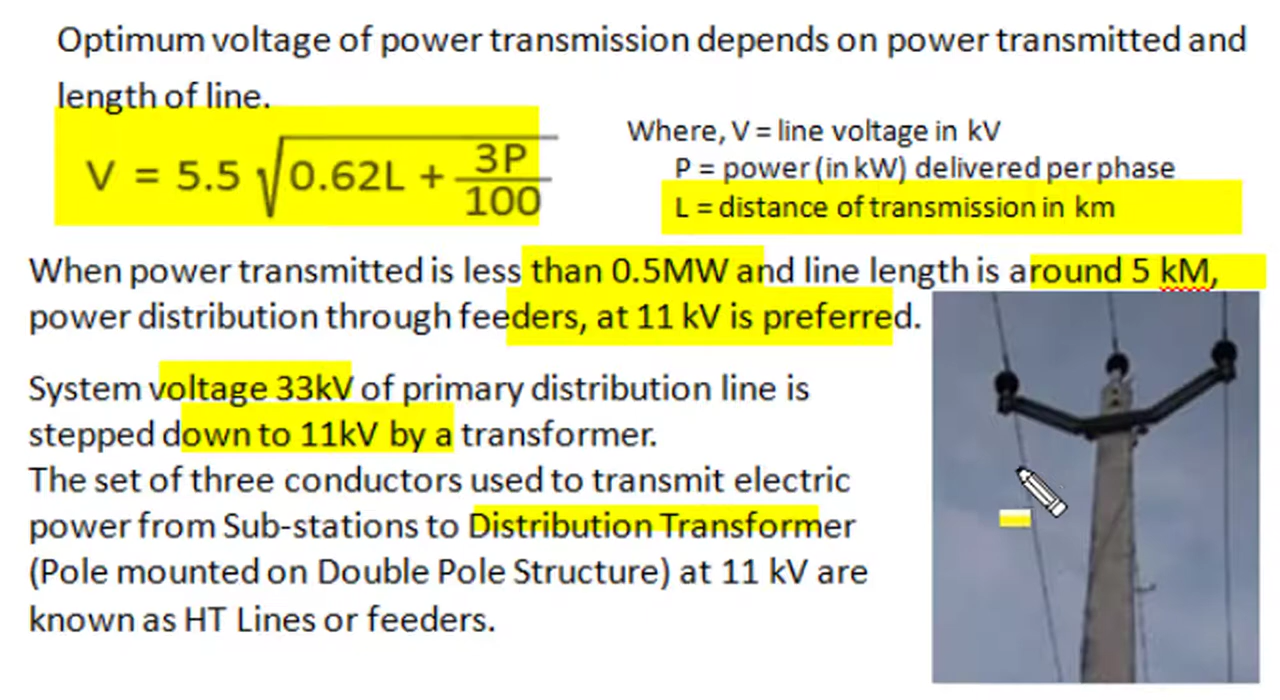 Optimum voltage of power transmission depends on power transmitted and
length of line.
V = 5.5 √(0.62L + 3P/100)
Where, V = line voltage in kV
P = power (in kW) delivered per phase
L = distance of transmission in km
When power transmitted is less than 0.5MW and line length is around 5 kM,
power distribution through feeders, at 11 kV is preferred.
System voltage 33kV of primary distribution line is
stepped down to 11kV by a transformer.
The set of three conductors used to transmit electric
power from Sub-stations to Distribution Transformer
(Pole mounted on Double Pole Structure) at 11 kV are
known as HT Lines or feeders.